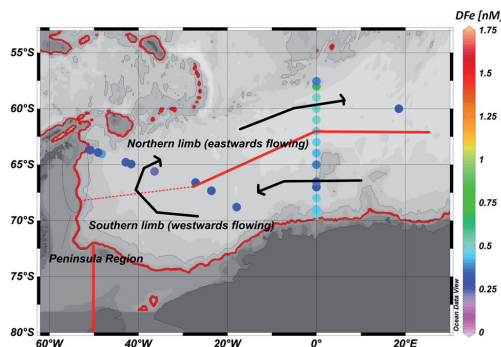 DFe [nM]
55°S
60°S
65°S
70°S
75°S
80°S
60°W
40°W
20°W
0°
20°E
Northern limb (eastwards flowing)
Southern limb (westwards flowing)
Peninsula Region
1.75
1.5
1.25
1
0.75
0.5
0.25
0
Ocean Data View